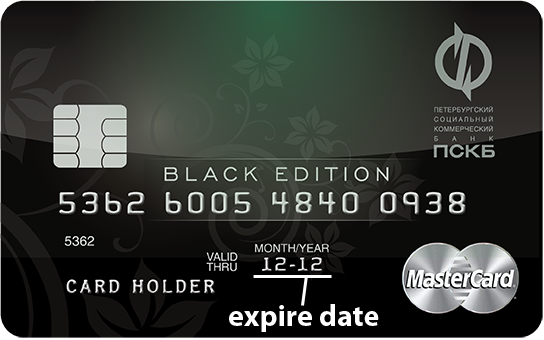 ПЕТЕРБУРГСКИЙ
СОЦИАЛЬНЫЙ
КОММЕРЧЕСКИЙ
БАНК
ПСКБ
BLACK EDITION
5362 6005 4840 0938
5362
MONTH/YEAR
VALID THRU 12-12
CARD HOLDER
MasterCard
expire date